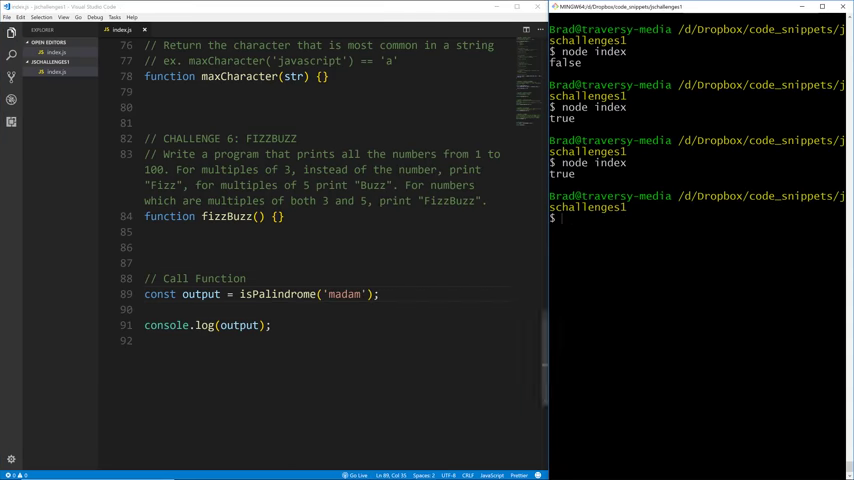 index.js - jschallenges1 - Visual Studio Code
File Edit Selection View Go Debug Tasks Help
EXPLORER
OPEN EDITORS
index.js
JSCHALLENGES1
index.js
index.js
76 // Return the character that is most common in a string
77 // ex. maxCharacter('javascript') == 'a'
78 function maxCharacter(str) {}
79
80
81
82 // CHALLENGE 6: FIZZBUZZ
83 // Write a program that prints all the numbers from 1 to
100. For multiples of 3, instead of the number, print
"Fizz", for multiples of 5 print "Buzz". For numbers
which are multiples of both 3 and 5, print "FizzBuzz".
84 function fizzBuzz() {}
85
86
87
88 // Call Function
89 const output = isPalindrome('madam');
90
91 console.log(output);
92
0 0
Go Live Ln 89, Col 35 Spaces: 2 UTF-8 CRLF JavaScript Prettier
MINGW64:/d/Dropbox/code_snippets/jschallenges1
Brad@traversy-media /d/Dropbox/code_snippets/j
schallenges1
$ node index
false
Brad@traversy-media /d/Dropbox/code_snippets/j
schallenges1
$ node index
true
Brad@traversy-media /d/Dropbox/code_snippets/j
schallenges1
$ node index
true
Brad@traversy-media /d/Dropbox/code_snippets/j
schallenges1
$